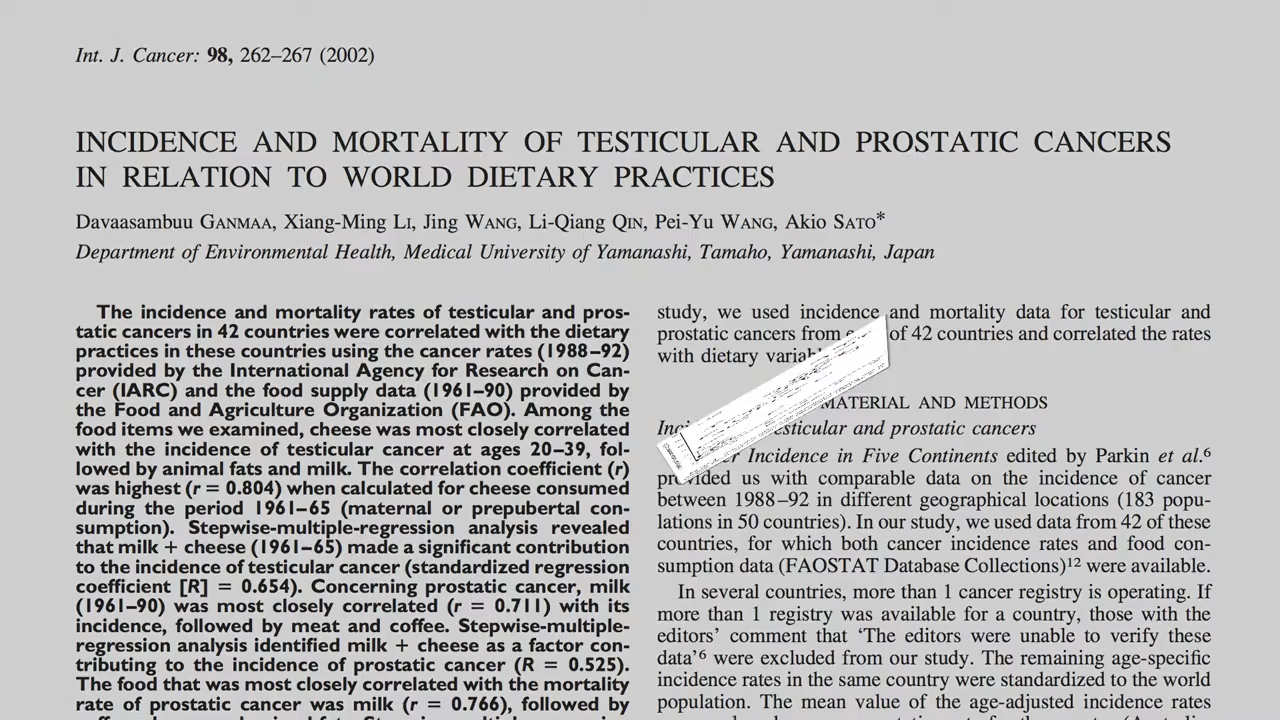 Int. J. Cancer: 98, 262–267 (2002)
INCIDENCE AND MORTALITY OF TESTICULAR AND PROSTATIC CANCERS
IN RELATION TO WORLD DIETARY PRACTICES
Davaasambuu GANMAA, Xiang-Ming LI, Jing WANG, Li-Qiang QIN, Pei-Yu WANG, Akio SATO*
Department of Environmental Health, Medical University of Yamanashi, Tamaho, Yamanashi, Japan
The incidence and mortality rates of testicular and pros-
tatic cancers in 42 countries were correlated with the dietary
practices in these countries using the cancer rates (1988–92)
provided by the International Agency for Research on Can-
cer (IARC) and the food supply data (1961–90) provided by
the Food and Agriculture Organization (FAO). Among the
food items we examined, cheese was most closely correlated
with the incidence of testicular cancer at ages 20–39, fol-
lowed by animal fats and milk. The correlation coefficient (r)
was highest (r = 0.804) when calculated for cheese consumed
during the period 1961–65 (maternal or prepubertal con-
sumption). Stepwise-multiple-regression analysis revealed
that milk + cheese (1961–65) made a significant contribution
to the incidence of testicular cancer (standardized regression
coefficient [R] = 0.654). Concerning prostatic cancer, milk
(1961–90) was most closely correlated (r = 0.711) with its
incidence, followed by meat and coffee. Stepwise-multiple-
regression analysis identified milk + cheese as a factor con-
tributing to the incidence of prostatic cancer (R = 0.525).
The food that was most closely correlated with the mortality
rate of prostatic cancer was milk (r = 0.766), followed by
study, we used incidence and mortality data for testicular and
prostatic cancers from of 42 countries and correlated the rates
with dietary
MATERIAL AND METHODS
testicular and prostatic cancers
Incidence in Five Continents edited by Parkin et al.6
provided us with comparable data on the incidence of cancer
between 1988–92 in different geographical locations (183 popu-
lations in 50 countries). In our study, we used data from 42 of these
countries, for which both cancer incidence rates and food con-
sumption data (FAOSTAT Database Collections)12 were available.
In several countries, more than 1 cancer registry is operating. If
more than 1 registry was available for a country, those with the
editors' comment that 'The editors were unable to verify these
data'6 were excluded from our study. The remaining age-specific
incidence rates in the same country were standardized to the world
population. The mean value of the age-adjusted incidence rates